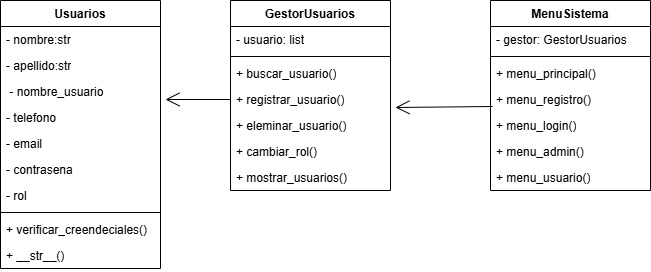 Usuarios
- nombre:str
- apellido:str
- nombre_usuario
- telefono
- email
- contrasena
- rol
+ verificar_creendeciales()
+ __str__()
GestorUsuarios
- usuario: list
+ buscar_usuario()
+ registrar_usuario()
+ eleminar_usuario()
+ cambiar_rol()
+ mostrar_usuarios()
MenuSistema
- gestor: GestorUsuarios
+ menu_principal()
+ menu_registro()
+ menu_login()
+ menu_admin()
+ menu_usuario()